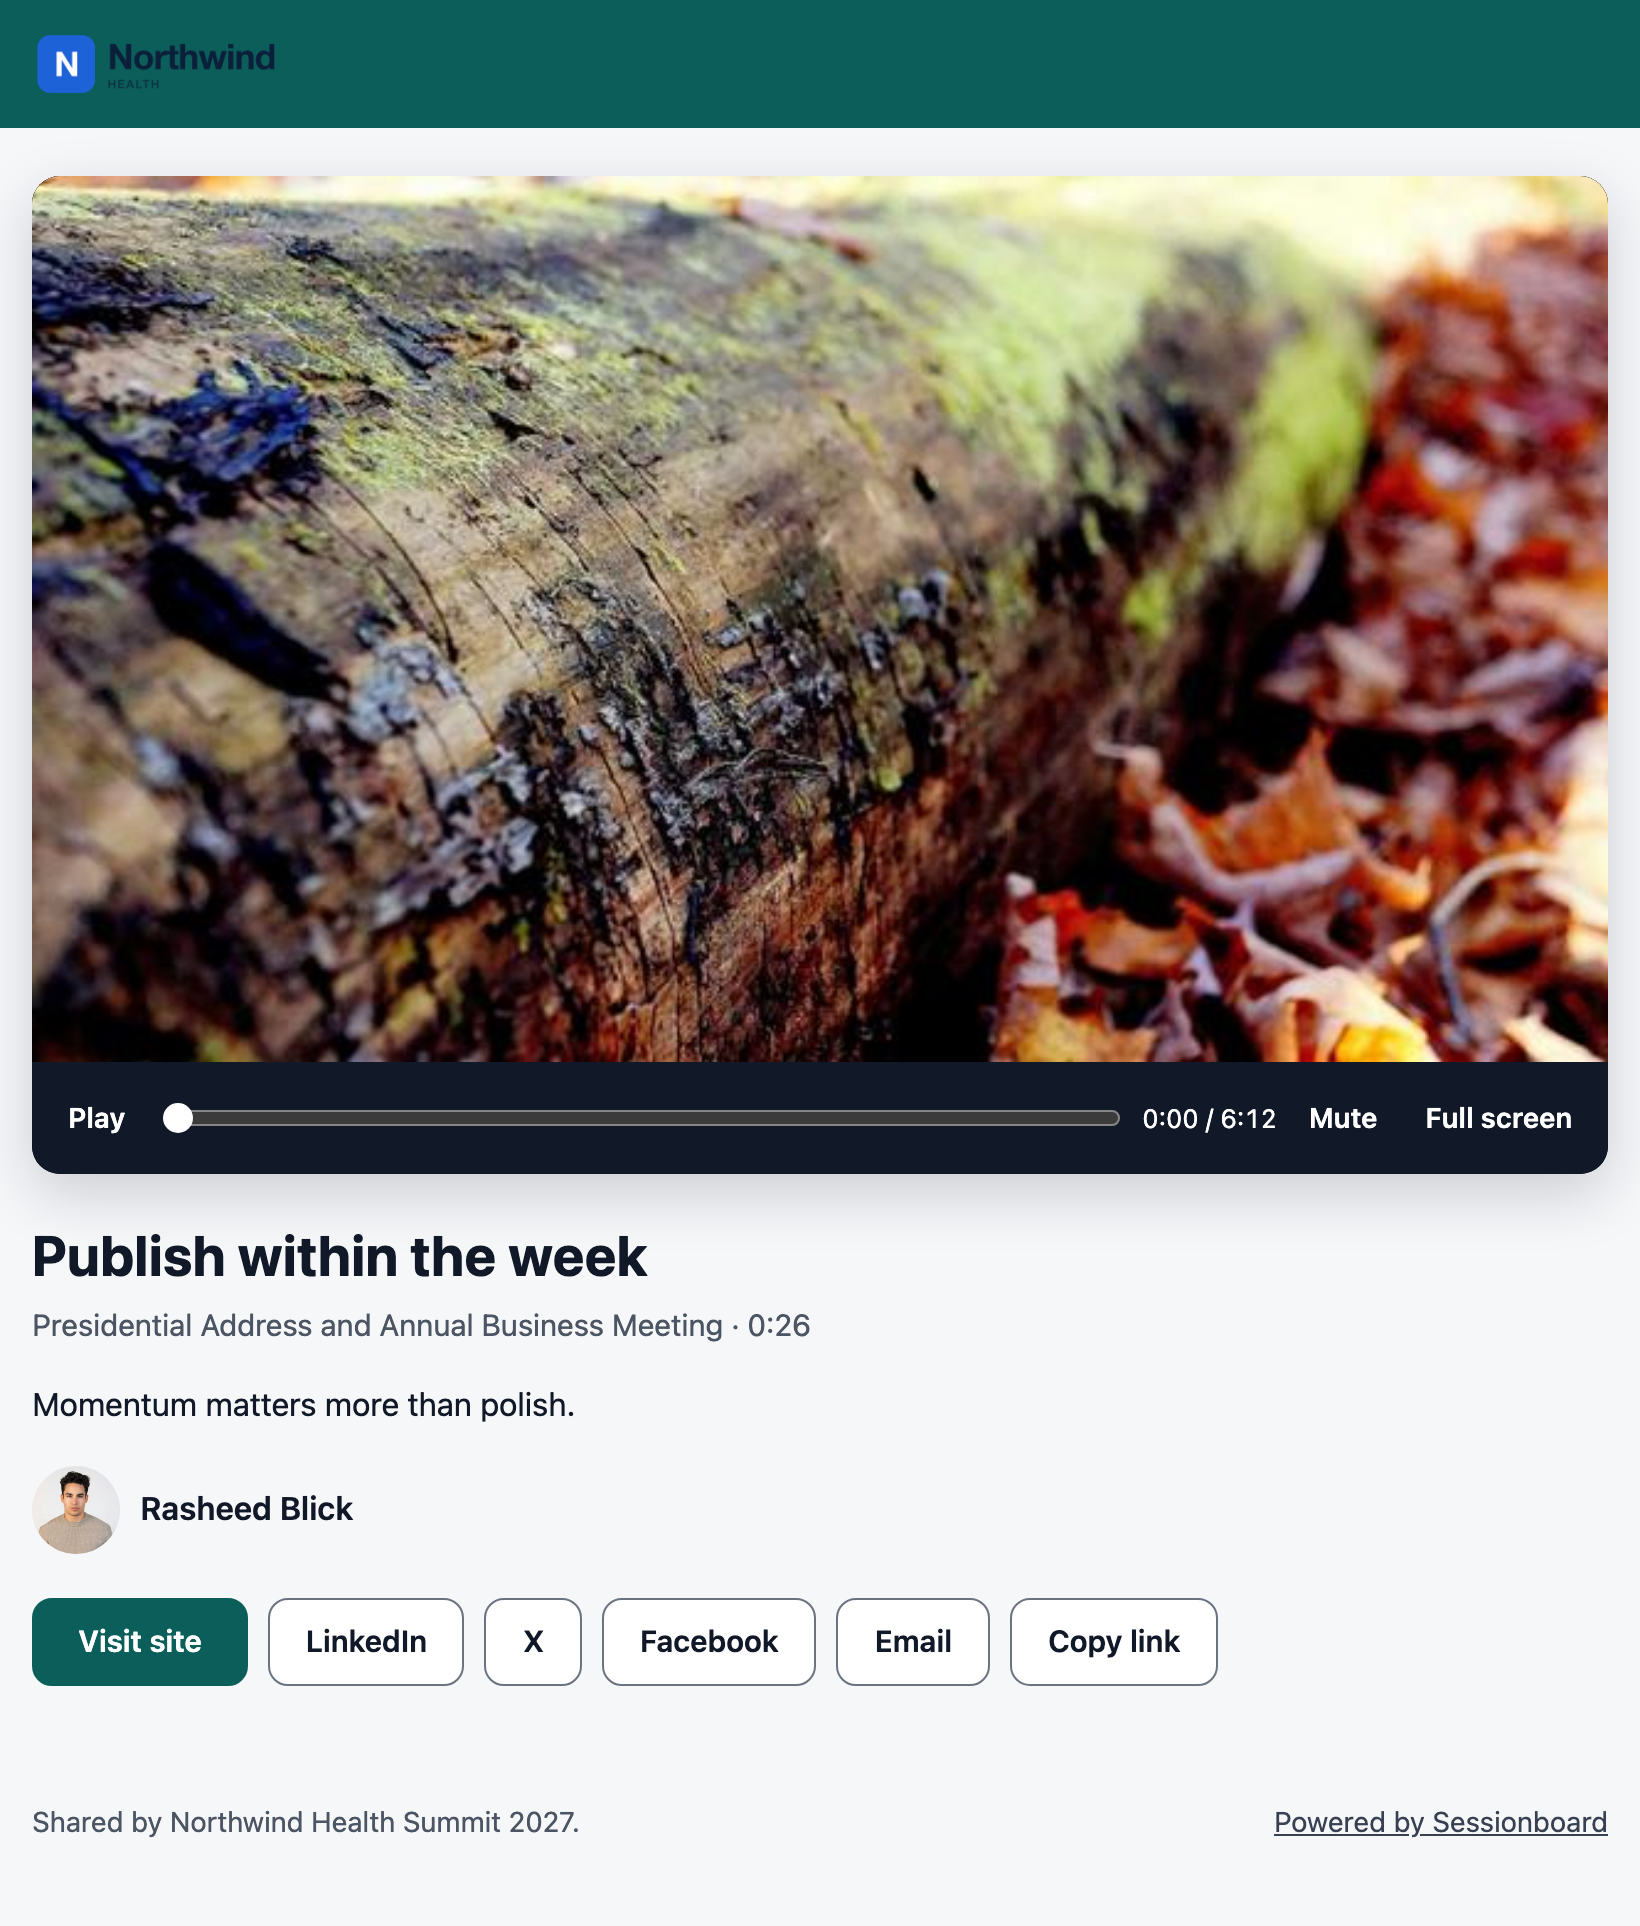 N
Northwind
HEALTH
Play
0:00 / 6:12
Mute
Full screen
Publish within the week
Presidential Address and Annual Business Meeting · 0:26
Momentum matters more than polish.
Rasheed Blick
Visit site
LinkedIn
X
Facebook
Email
Copy link
Shared by Northwind Health Summit 2027.
Powered by Sessionboard